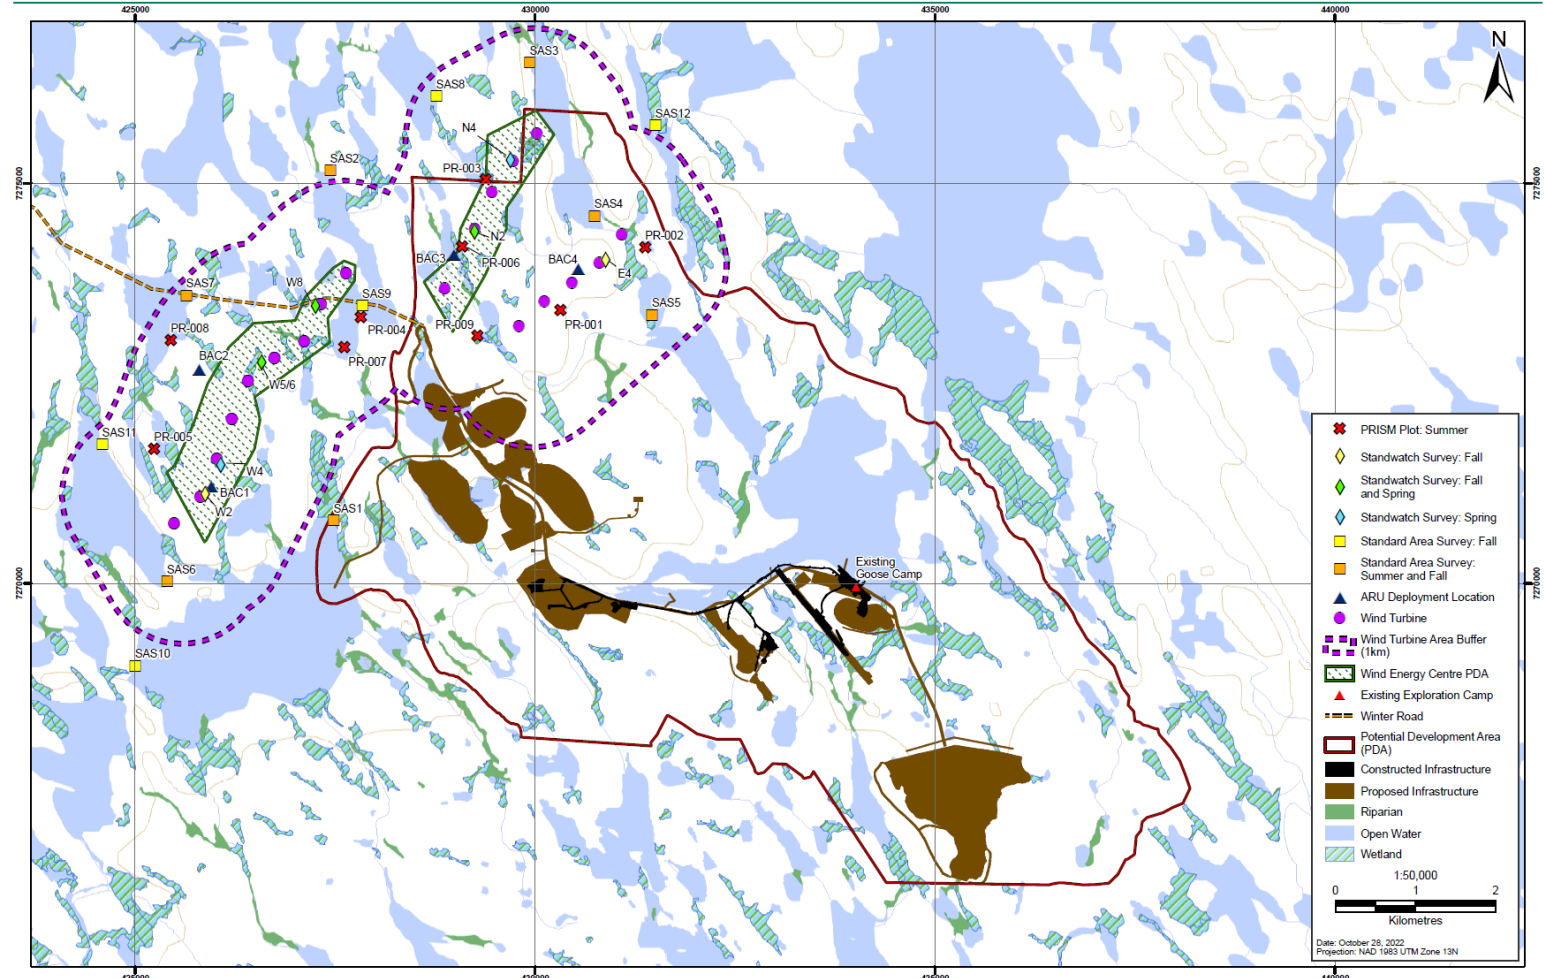 425000
430000
435000
440000
N
SAS3
SAS8
SAS12
N4
SAS2
PR-003
7275000
7275000
SAS4
N2
PR-002
BAC3
PR-006
BAC4
E4
SAS7
W8
SAS9
SAS5
PR-008
PR-004
PR-009
PR-001
BAC2
PR-007
W5/6
SAS11
PR-005
W4
BAC1
W2
SAS1
SAS6
Existing
Goose Camp
7270000
7270000
SAS10
PRISM Plot: Summer
Standwatch Survey: Fall
Standwatch Survey: Fall
and Spring
Standwatch Survey: Spring
Standard Area Survey: Fall
Standard Area Survey:
Summer and Fall
ARU Deployment Location
Wind Turbine
Wind Turbine Area Buffer
(1km)
Wind Energy Centre PDA
Existing Exploration Camp
Winter Road
Potential Development Area
(PDA)
Constructed Infrastructure
Proposed Infrastructure
Riparian
Open Water
Wetland
1:50,000
0 1 2
Kilometres
Date: October 28, 2022
Projection: NAD 1983 UTM Zone 13N
425000
430000
435000
440000